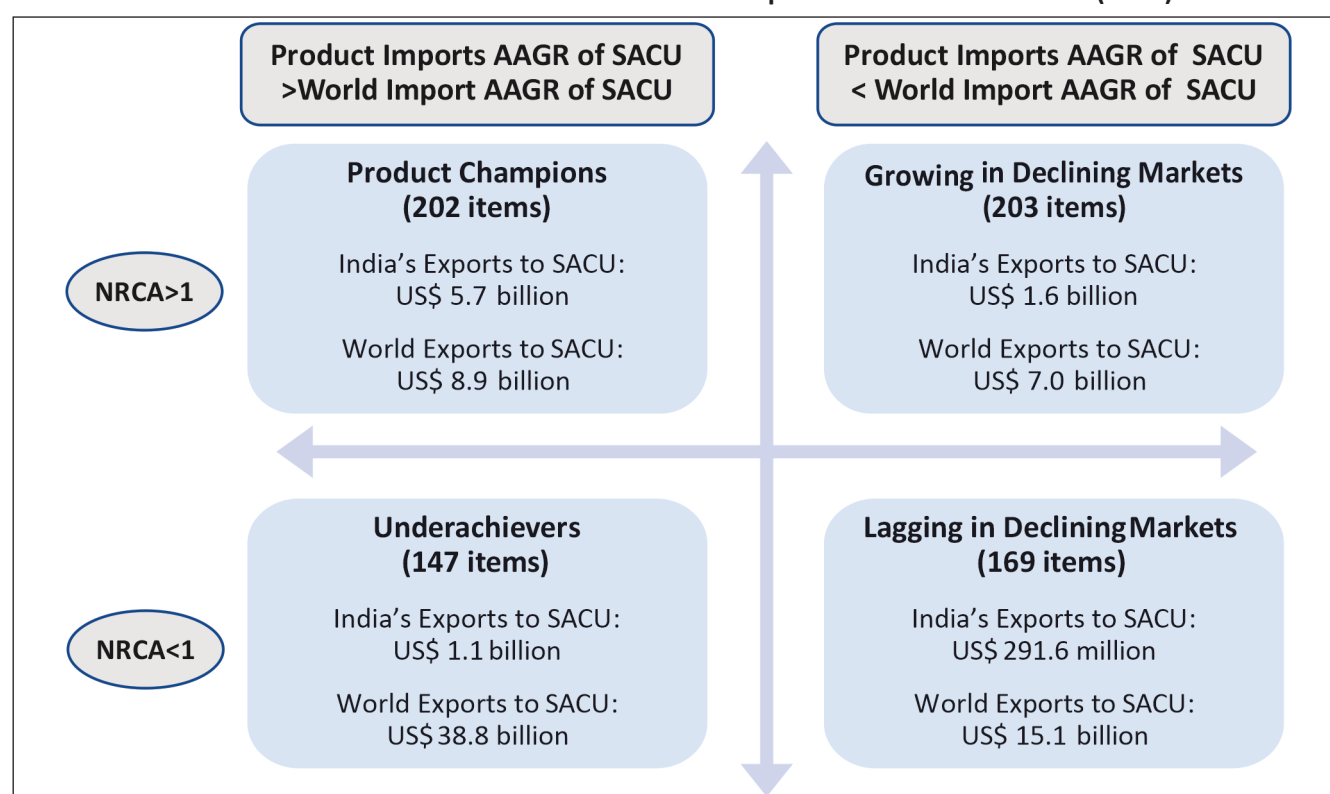 Product Imports AAGR of SACU
>World Import AAGR of SACU
Product Imports AAGR of SACU
< World Import AAGR of SACU
NRCA>1
Product Champions
(202 items)
India's Exports to SACU:
US$ 5.7 billion
World Exports to SACU:
US$ 8.9 billion
Growing in Declining Markets
(203 items)
India's Exports to SACU:
US$ 1.6 billion
World Exports to SACU:
US$ 7.0 billion
NRCA<1
Underachievers
(147 items)
India's Exports to SACU:
US$ 1.1 billion
World Exports to SACU:
US$ 38.8 billion
Lagging in Declining Markets
(169 items)
India's Exports to SACU:
US$ 291.6 million
World Exports to SACU:
US$ 15.1 billion